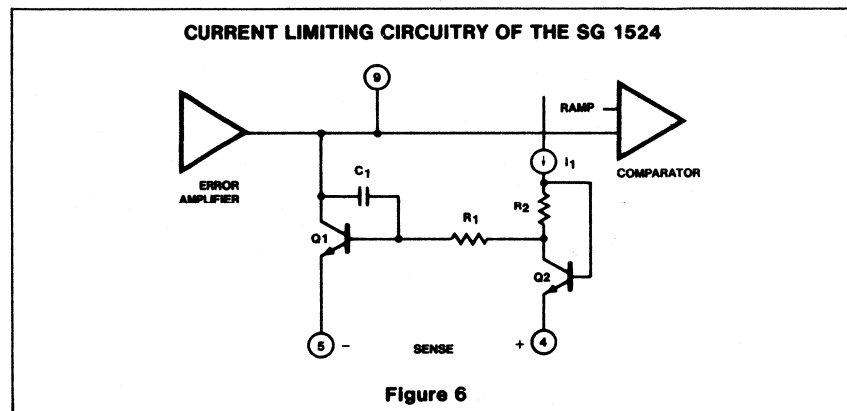 CURRENT LIMITING CIRCUITRY OF THE SG 1524
9
RAMP
I1
C1
ERROR
AMPLIFIER
COMPARATOR
R2
R1
Q1
Q2
5 –
SENSE
+ 4
Figure 6